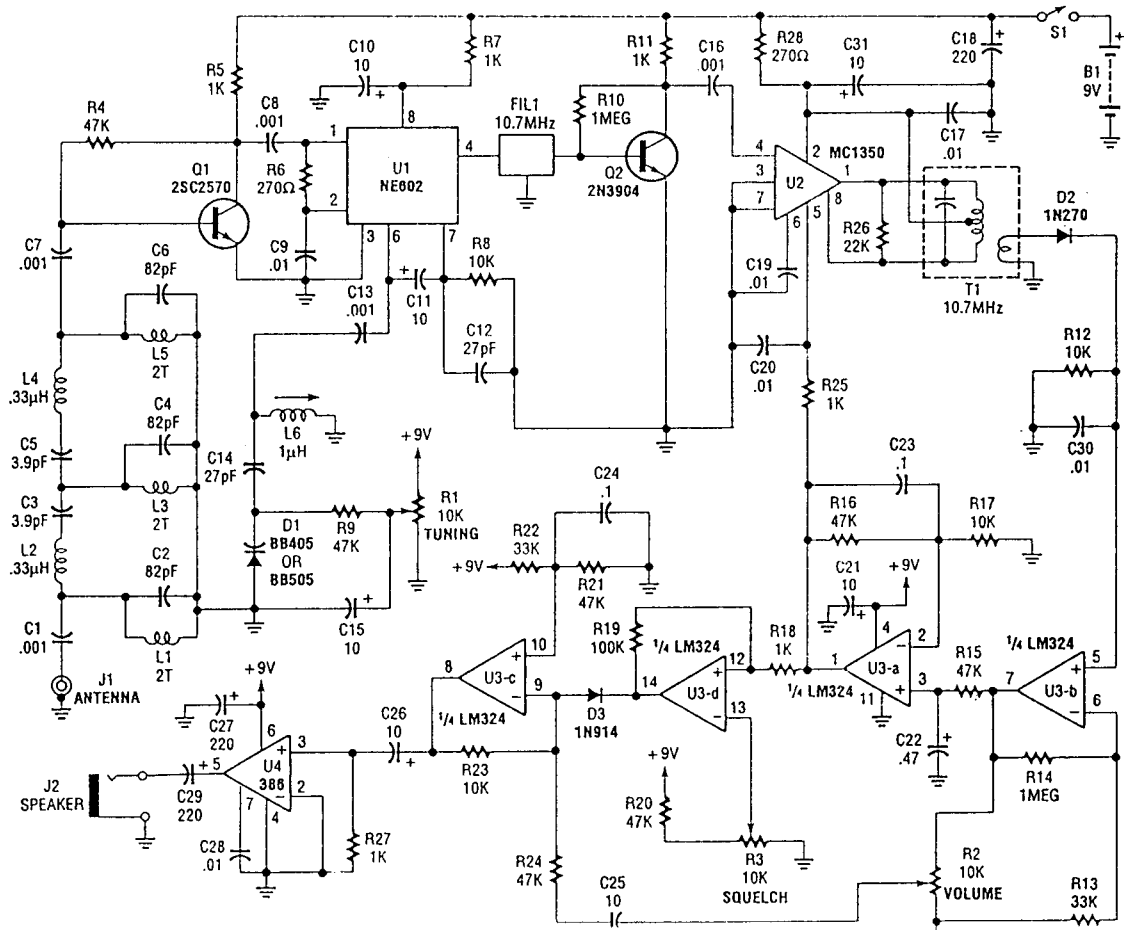 R4
47K
R5
1K
C8
.001
C10
10
+
R7
1K
FIL1
10.7MHz
R10
1MEG
R11
1K
C16
.001
R28
270Ω
C31
10
+
C18
220
+
S1
B1
9V
+
C17
.01
Q1
2SC2570
R6
270Ω
1
2
8
4
U1
NE602
3
6
7
Q2
2N3904
4
3
7
U2
MC1350
2
1
8
6
5
R26
22K
T1
10.7MHz
D2
1N270
C7
.001
C6
82pF
C9
.01
C13
.001
+
C11
10
R8
10K
C12
27pF
C19
.01
C20
.01
R25
1K
R12
10K
C30
.01
L5
2T
L4
.33µH
C4
82pF
C5
3.9pF
C3
3.9pF
L3
2T
L2
.33µH
C2
82pF
C1
.001
L1
2T
J1
ANTENNA
L6
1µH
C14
27pF
+9V
R1
10K
TUNING
R9
47K
D1
BB405
OR
BB505
C15
10
+
C24
.1
R22
33K
+9V
R21
47K
C23
.1
R16
47K
R17
10K
C21
10
+
+9V
R19
100K
1/4 LM324
R18
1K
1
4
2
3
11
U3-a
1/4 LM324
R15
47K
1/4 LM324
7
U3-b
5
6
+
−
C22
.47
+
R14
1MEG
8
10
9
U3-c
+
−
1/4 LM324
D3
1N914
14
U3-d
12
13
+
−
+9V
C27
220
+
6
3
2
U4
386
+
−
+ 5
7
4
C29
220
J2
SPEAKER
C28
.01
R27
1K
C26
10
+
R23
10K
+9V
R20
47K
R3
10K
SQUELCH
R24
47K
C25
10
R2
10K
VOLUME
R13
33K